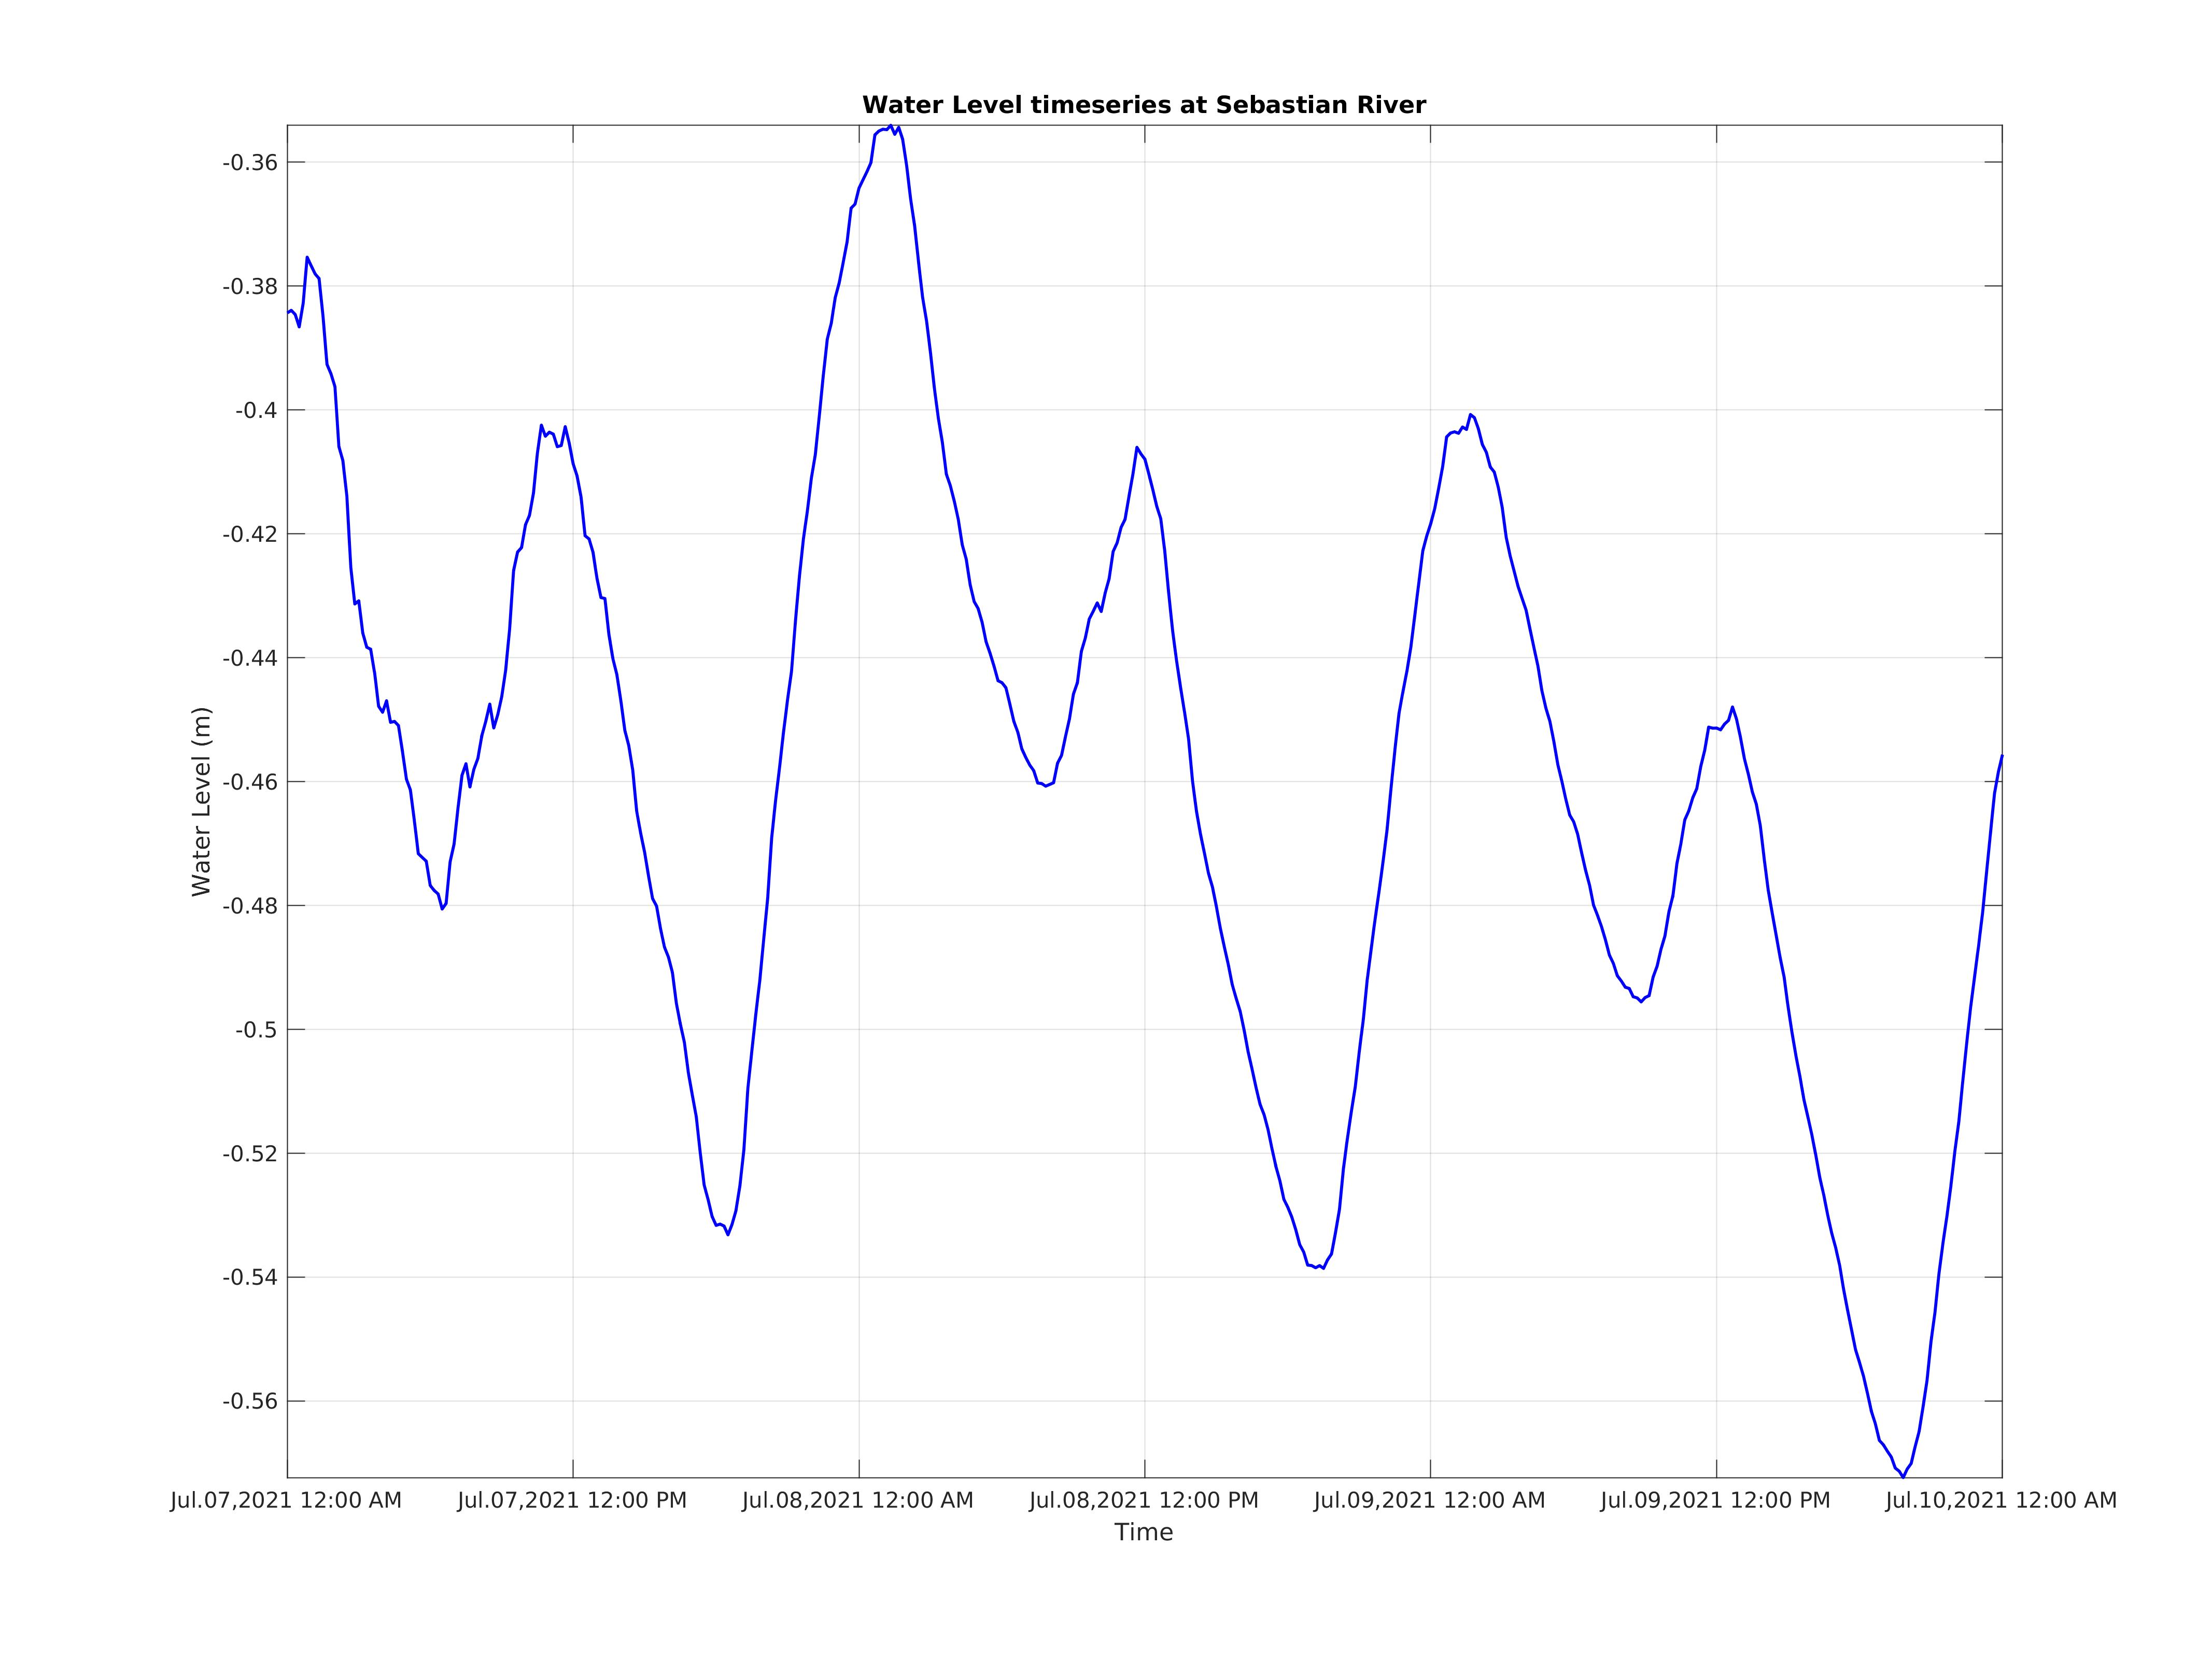 Water Level timeseries at Sebastian River
-0.36
-0.38
-0.4
-0.42
-0.44
-0.46
-0.48
-0.5
-0.52
-0.54
-0.56
Water Level (m)
Jul.07,2021 12:00 AM
Jul.07,2021 12:00 PM
Jul.08,2021 12:00 AM
Jul.08,2021 12:00 PM
Jul.09,2021 12:00 AM
Jul.09,2021 12:00 PM
Jul.10,2021 12:00 AM
Time